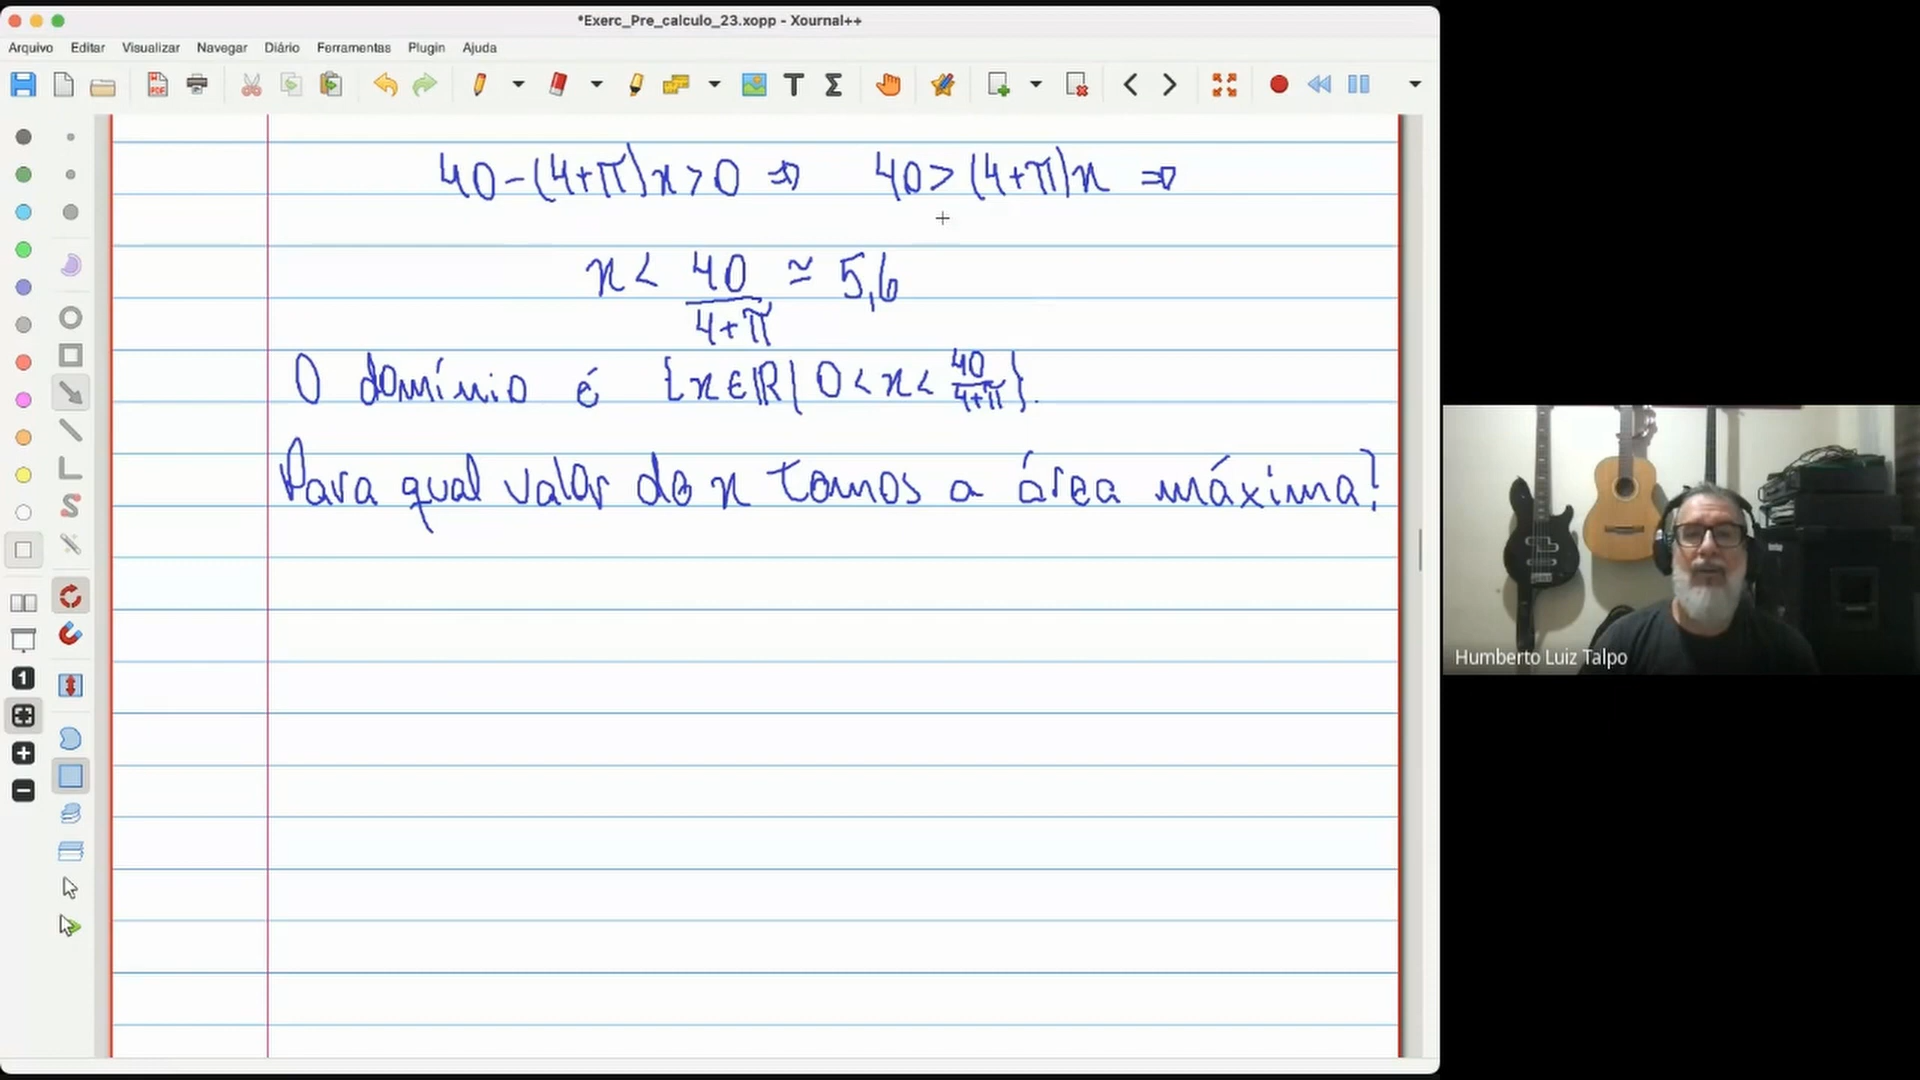 *Exerc_Pre_calculo_23.xopp - Xournal++
Arquivo Editar Visualizar Navegar Diário Ferramentas Plugin Ajuda
40-(4+π)x>0 ⇒ 40>(4+π)x ⇒
x < 40/(4+π) ≃ 5,6
O domínio é {x∈ℝ| 0<x<40/(4+π)}.
Para qual valor de x temos a área máxima?
Humberto Luiz Talpo